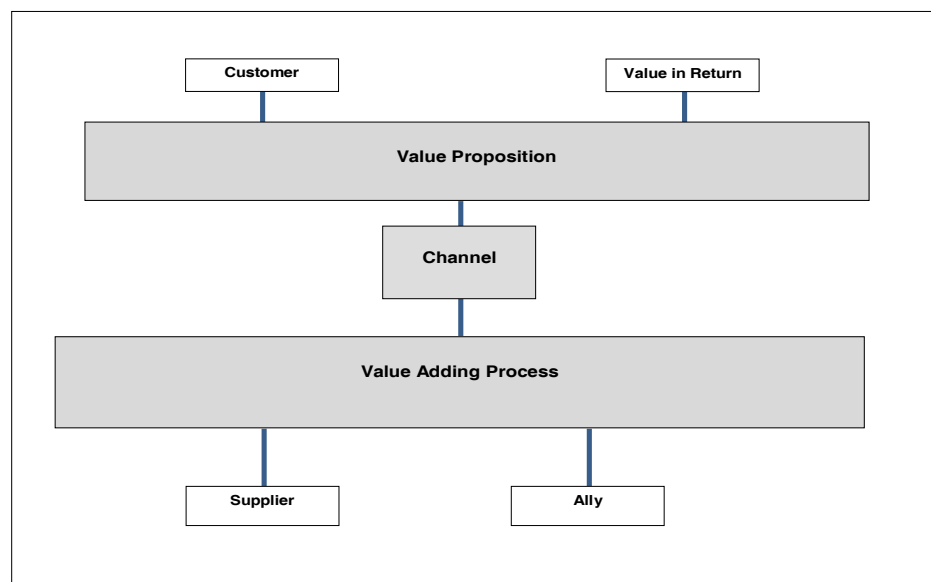 Customer
Value in Return
Value Proposition
Channel
Value Adding Process
Supplier
Ally